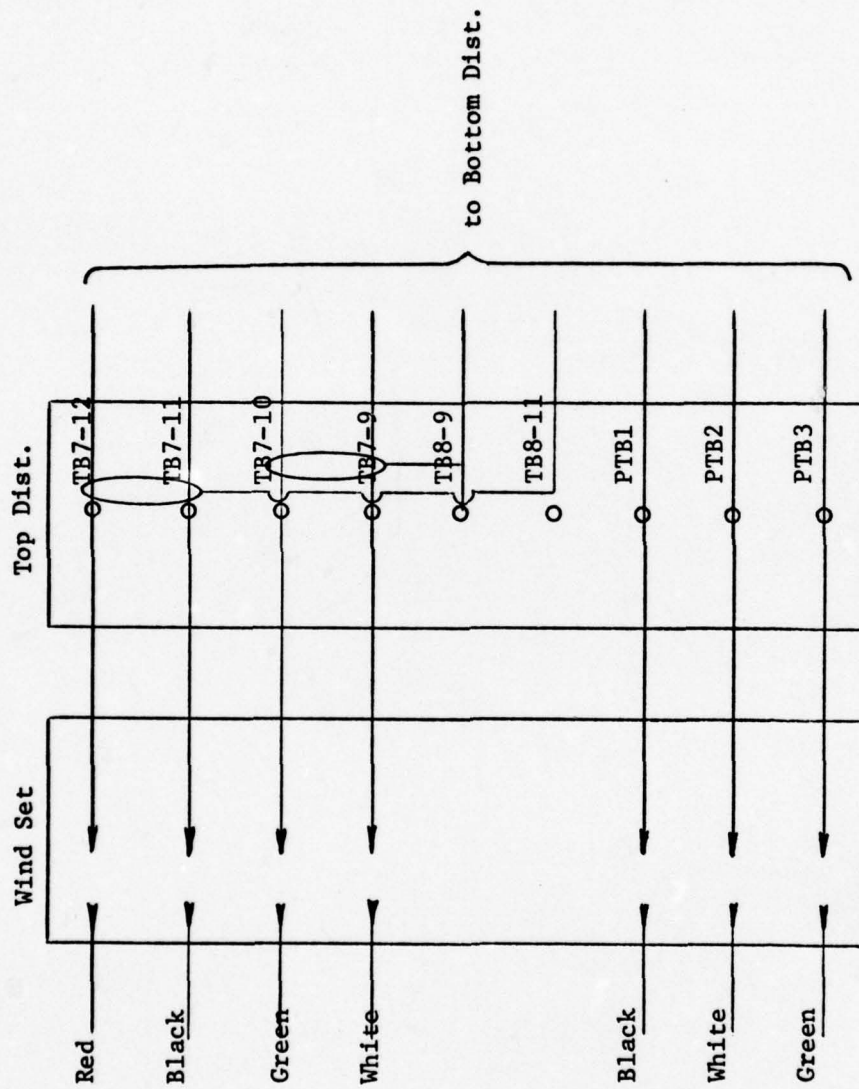 Wind Set
Top Dist.
Red
TB7-12
Black
TB7-11
Green
TB7-10
White
TB7-9
TB8-9
to Bottom Dist.
TB8-11
Black
PTB1
White
PTB2
Green
PTB3